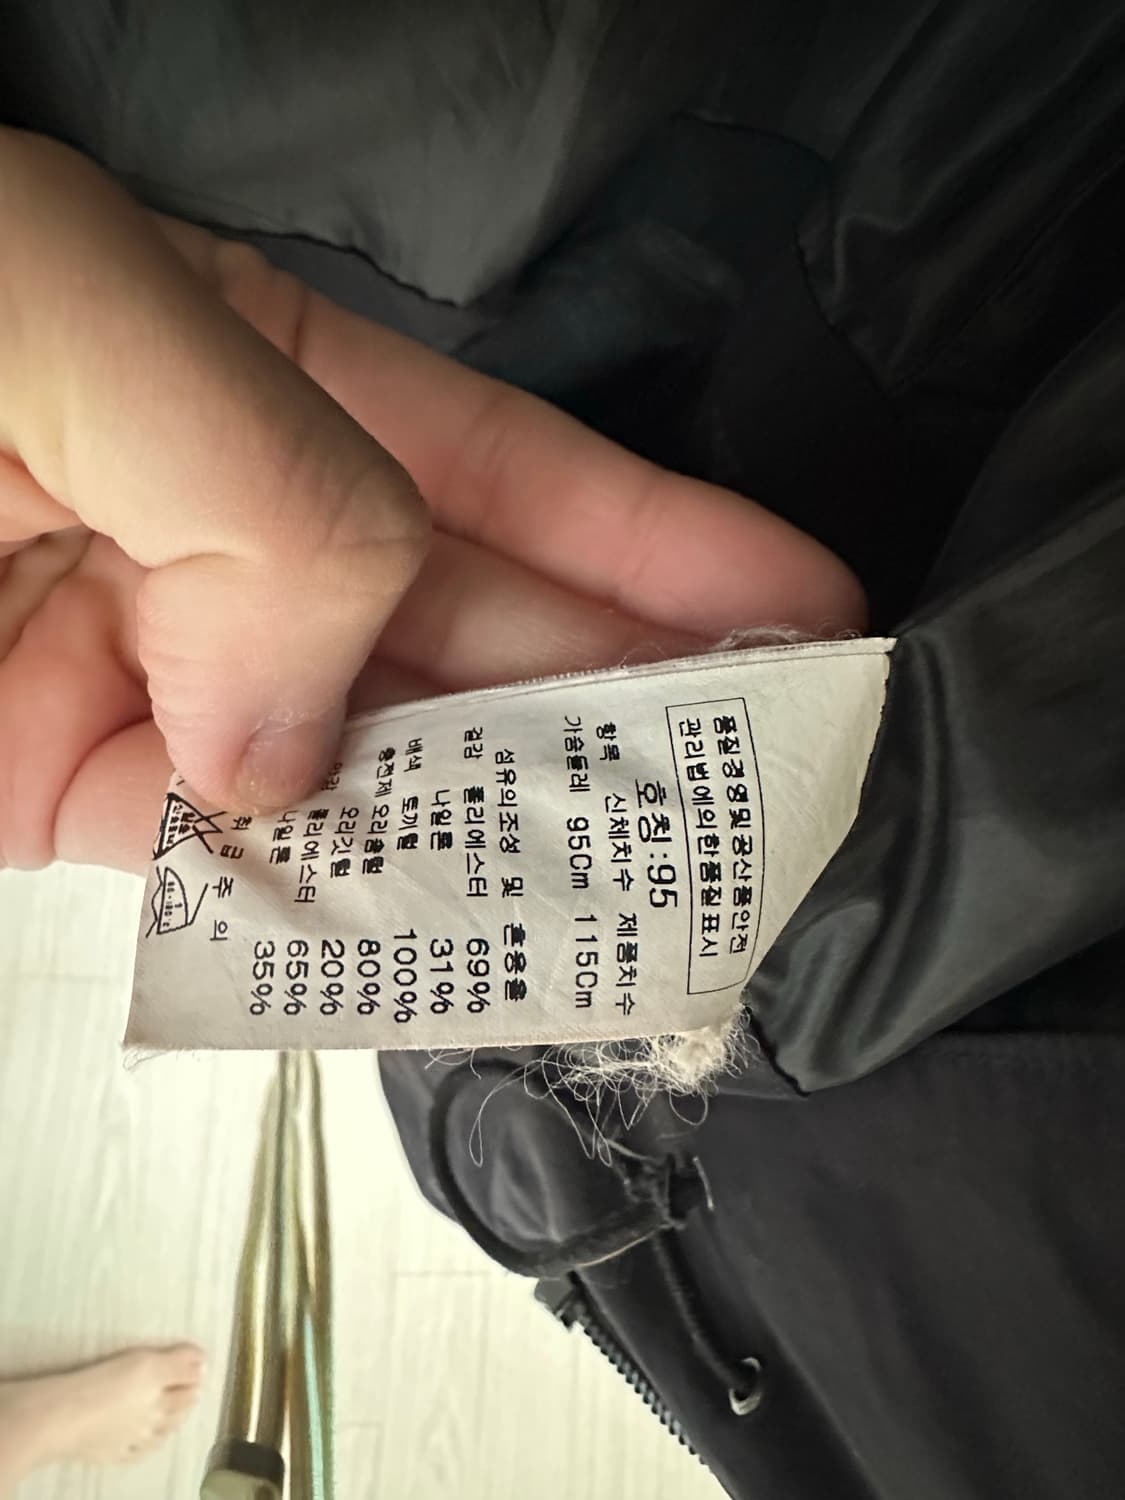 품질경영및공산품안전
관리법에의한품질표시
호칭:95
항목 신체치수 제품치수
가슴둘레 95Cm 115Cm
섬유의조성 및 혼용율
겉감 폴리에스터 69%
나일론 31%
배색 토끼털 100%
충전제 오리솜털 80%
오리깃털 20%
폴리에스터 65%
나일론 35%
취급주의